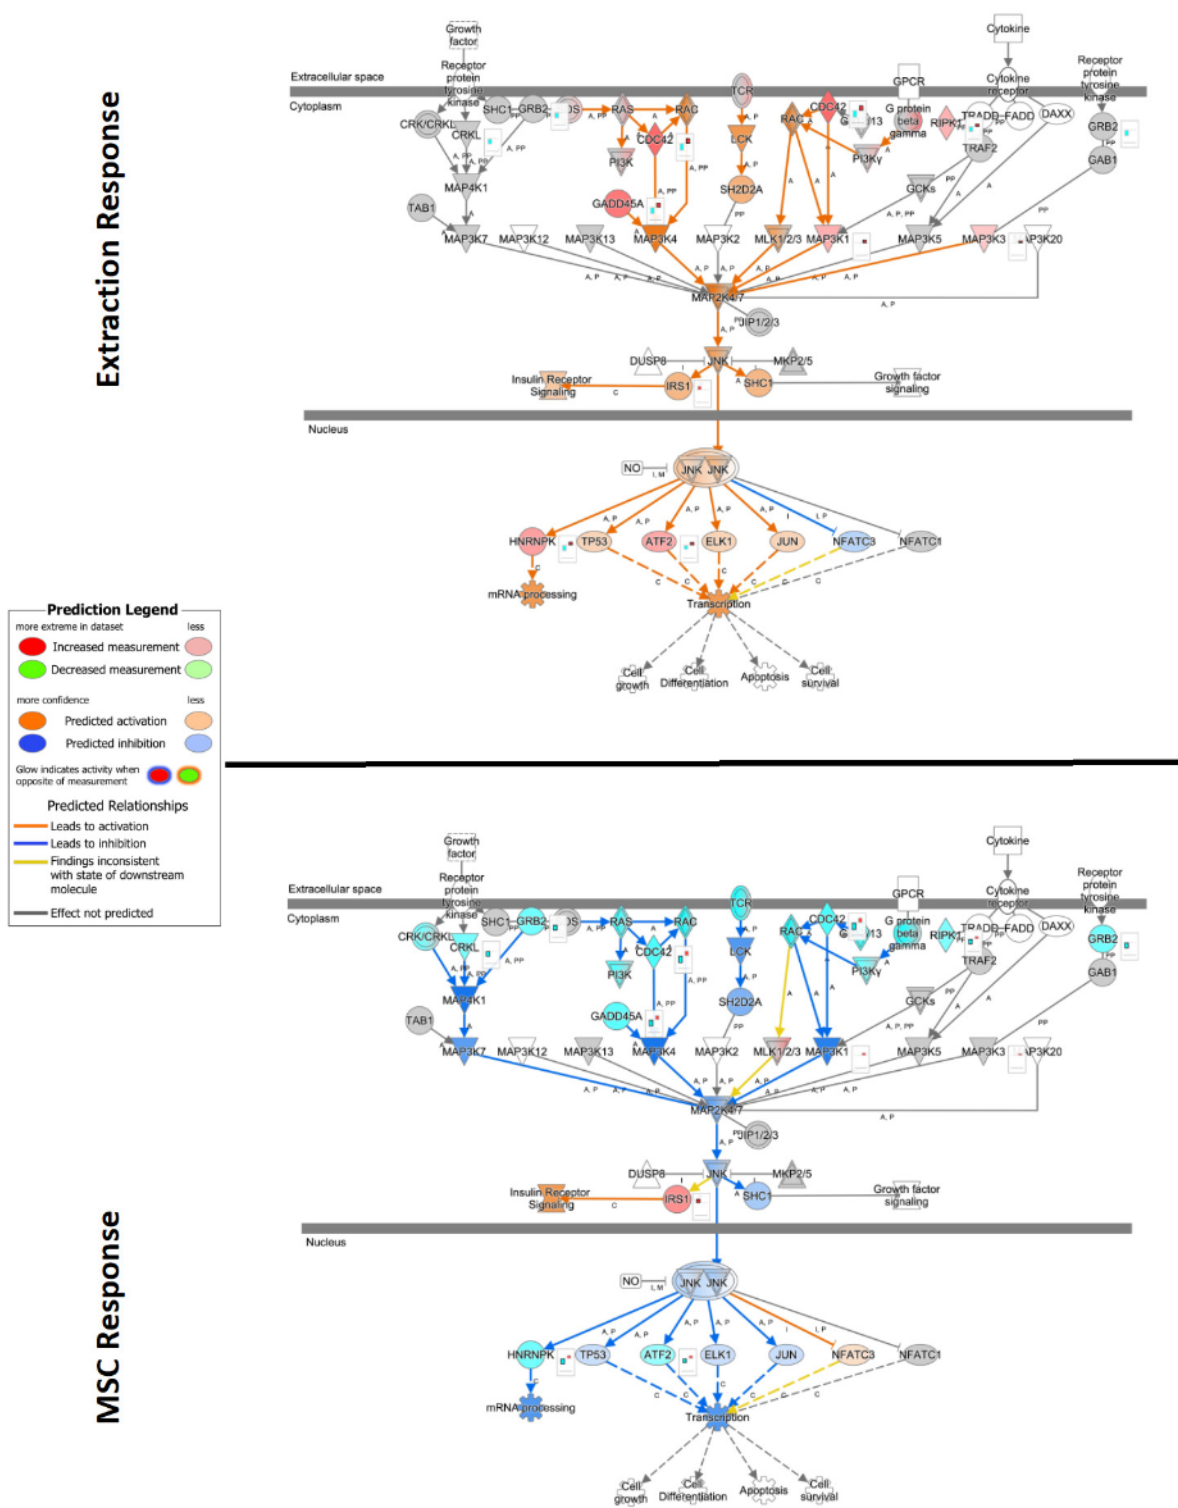 Extraction Response
Growth
factor
Cytokine
Extracellular space
Receptor
protein
tyrosine
kinase
TCR
GPCR
Cytokine
receptor
Receptor
protein
tyrosine
kinase
Cytoplasm
CRK/CRKL
CRKL
SHC1
GRB2
RAS
RAC
CDC42
PI3K
LCK
RAC
CDC42
G protein
beta
gamma
PI3Kγ
RIPK1
TRADD
FADD
DAXX
TRAF2
GRB2
GAB1
MAP4K1
SH2D2A
GCKs
TAB1
GADD45A
MAP3K7
MAP3K12
MAP3K13
MAP3K4
MAP3K2
MLK1/2/3
MAP3K1
MAP3K5
MAP3K3
MAP2K4/7
JIP1/2/3
DUSP8
JNK
MKP2/5
Insulin Receptor
Signaling
IRS1
SHC1
Growth factor
signaling
Nucleus
NO
JNK
JNK
HNRNPK
TP53
ATF2
ELK1
JUN
NFATC3
NFATC1
mRNA processing
Transcription
Cell
growth
Cell
Differentiation
Apoptosis
Cell
survival
Prediction Legend
more extreme in dataset less
Increased measurement
Decreased measurement
more confidence less
Predicted activation
Predicted inhibition
Glow indicates activity when
opposite of measurement
Predicted Relationships
Leads to activation
Leads to inhibition
Findings inconsistent
with state of downstream
molecule
Effect not predicted
MSC Response
Growth
factor
Cytokine
Extracellular space
Receptor
protein
tyrosine
kinase
TCR
GPCR
Cytokine
receptor
Receptor
protein
tyrosine
kinase
Cytoplasm
CRK/CRKL
CRKL
SHC1
GRB2
RAS
RAC
CDC42
PI3K
LCK
RAC
CDC42
G protein
beta
gamma
PI3Kγ
RIPK1
TRADD
FADD
DAXX
TRAF2
GRB2
GAB1
MAP4K1
SH2D2A
GCKs
TAB1
GADD45A
MAP3K7
MAP3K12
MAP3K13
MAP3K4
MAP3K2
MLK1/2/3
MAP3K1
MAP3K5
MAP3K3
MAP2K4/7
JIP1/2/3
DUSP8
JNK
MKP2/5
Insulin Receptor
Signaling
IRS1
SHC1
Growth factor
signaling
Nucleus
NO
JNK
JNK
HNRNPK
TP53
ATF2
ELK1
JUN
NFATC3
NFATC1
mRNA processing
Transcription
Cell
growth
Cell
Differentiation
Apoptosis
Cell
survival